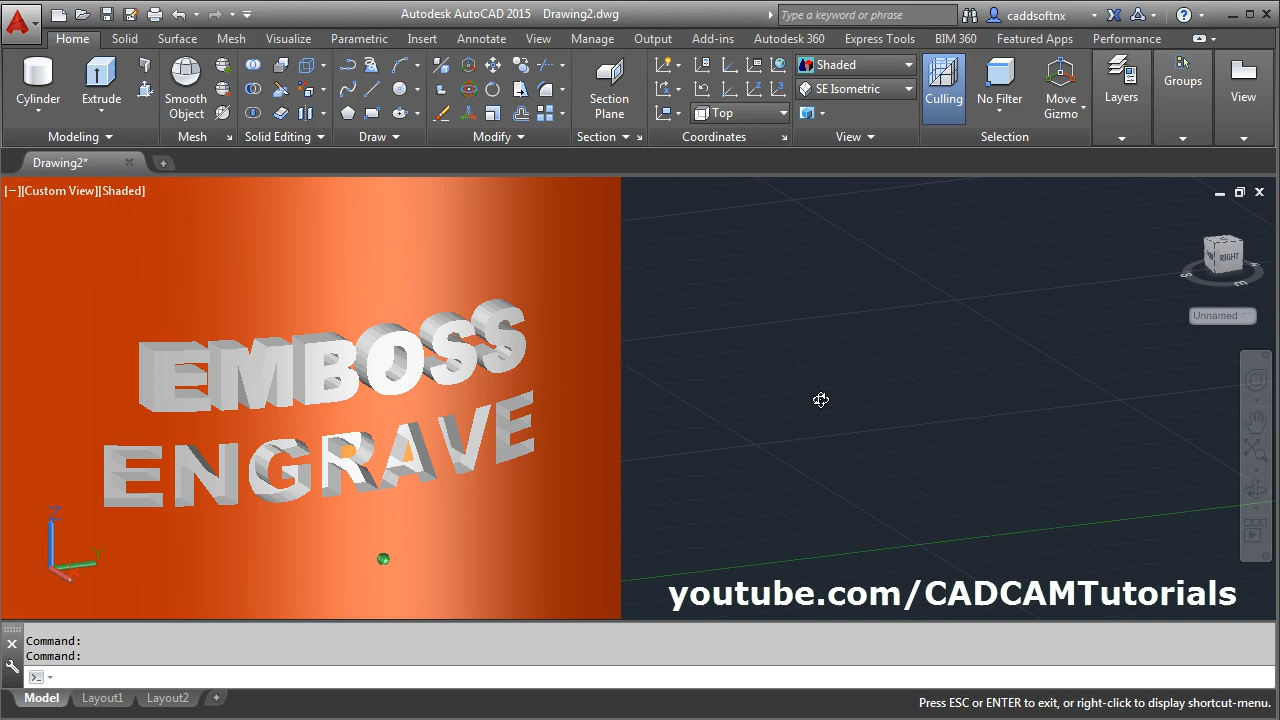 Autodesk AutoCAD 2015 Drawing2.dwg
Type a keyword or phrase
caddsoftnx
Home Solid Surface Mesh Visualize Parametric Insert Annotate View Manage Output Add-ins Autodesk 360 Express Tools BIM 360 Featured Apps Performance
Cylinder
Extrude
Smooth
Object
Section
Plane
Top
Shaded
SE Isometric
Culling
No Filter
Move
Gizmo
Layers
Groups
View
Modeling Mesh Solid Editing Draw Modify Section Coordinates View Selection
Drawing2*
[−][Custom View][Shaded]
RIGHT
S
E
Unnamed
EMBOSS
ENGRAVE
Z
Y
X
youtube.com/CADCAMTutorials
Command:
Command:
Model Layout1 Layout2
Press ESC or ENTER to exit, or right-click to display shortcut-menu.